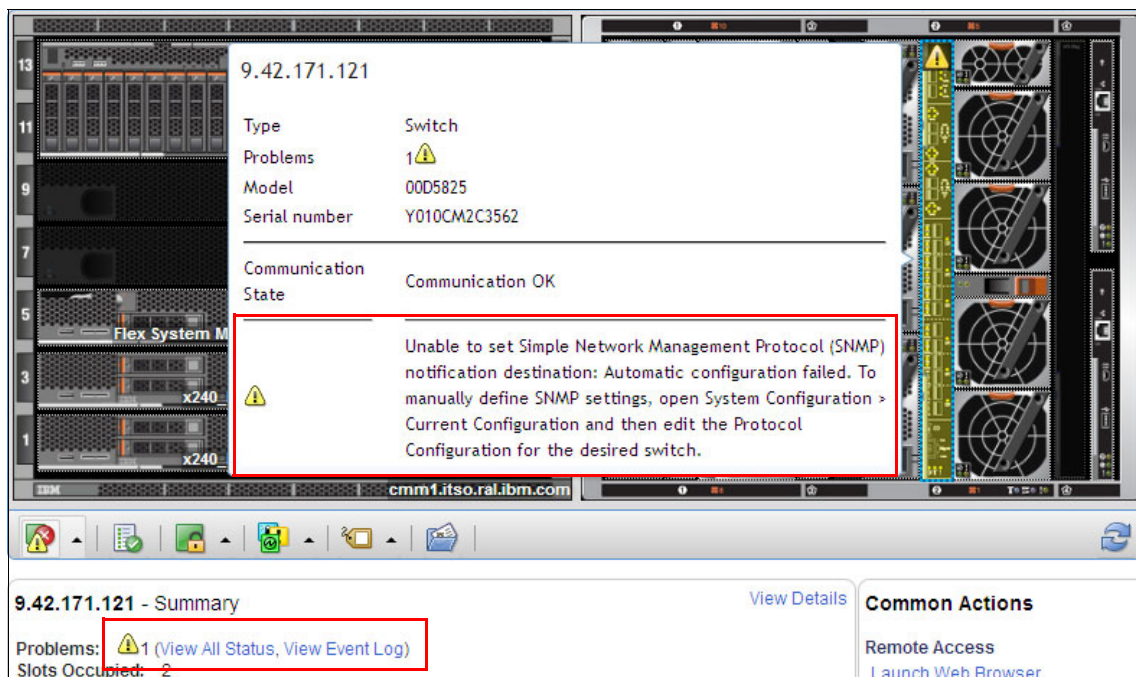 13
11
9
7
5
3
1
Flex System M
x240_
x240_
IBM
cmm1.itso.ral.ibm.com
9.42.171.121
Type Switch
Problems 1
Model 00D5825
Serial number Y010CM2C3562
Communication
State
Communication OK
Unable to set Simple Network Management Protocol (SNMP)
notification destination: Automatic configuration failed. To
manually define SNMP settings, open System Configuration >
Current Configuration and then edit the Protocol
Configuration for the desired switch.
9.42.171.121 - Summary
View Details
Problems: 1 (View All Status, View Event Log)
Slots Occupied: 2
Common Actions
Remote Access
Launch Web Browser